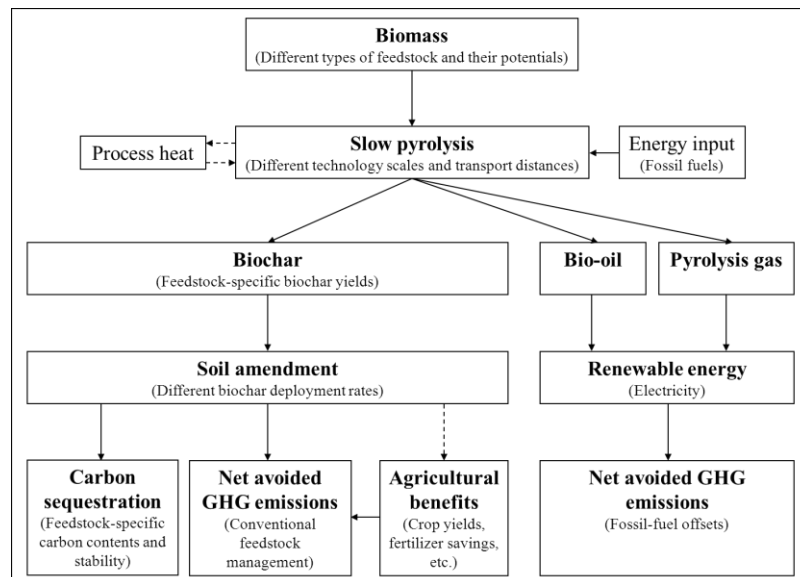 Biomass
(Different types of feedstock and their potentials)
Process heat
Slow pyrolysis
(Different technology scales and transport distances)
Energy input
(Fossil fuels)
Biochar
(Feedstock-specific biochar yields)
Bio-oil
Pyrolysis gas
Soil amendment
(Different biochar deployment rates)
Renewable energy
(Electricity)
Carbon
sequestration
(Feedstock-specific
carbon contents and
stability)
Net avoided
GHG emissions
(Conventional
feedstock
management)
Agricultural
benefits
(Crop yields,
fertilizer savings,
etc.)
Net avoided GHG
emissions
(Fossil-fuel offsets)